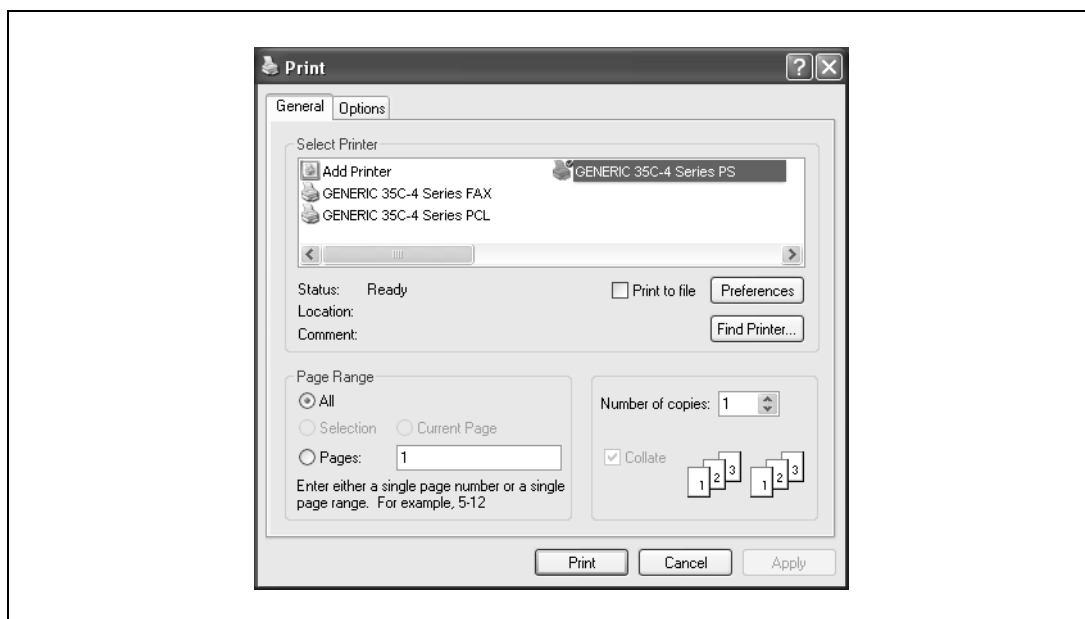 Print
General Options
Select Printer
Add Printer
GENERIC 35C-4 Series FAX
GENERIC 35C-4 Series PCL
GENERIC 35C-4 Series PS
Status: Ready
Location:
Comment:
Print to file
Preferences
Find Printer...
Page Range
All
Selection Current Page
Pages: 1
Enter either a single page number or a single
page range. For example, 5-12
Number of copies: 1
Collate
1 2 3 1 2 3
Print Cancel Apply